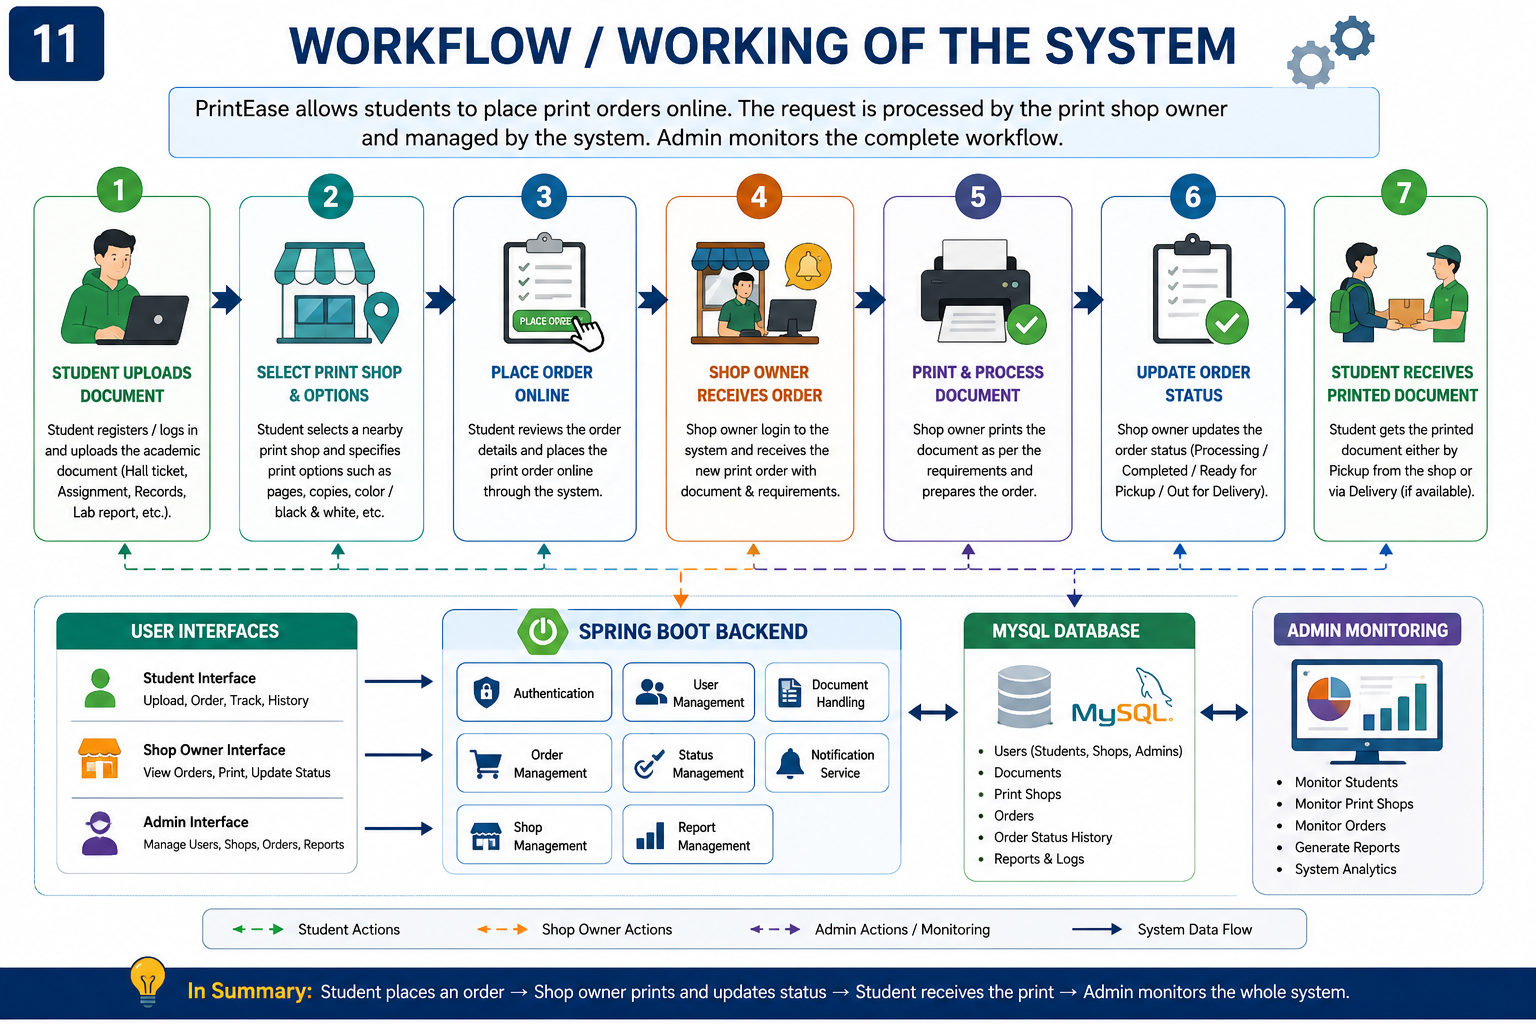 11
WORKFLOW / WORKING OF THE SYSTEM
PrintEase allows students to place print orders online. The request is processed by the print shop owner
and managed by the system. Admin monitors the complete workflow.
1
STUDENT UPLOADS
DOCUMENT
Student registers / logs in
and uploads the academic
document (Hall ticket,
Assignment, Records,
Lab report, etc.).
2
SELECT PRINT SHOP
& OPTIONS
Student selects a nearby
print shop and specifies
print options such as
pages, copies, color /
black & white, etc.
3
PLACE
PLACE ORDER
ONLINE
Student reviews the order
details and places the
print order online
through the system.
4
SHOP OWNER
RECEIVES ORDER
Shop owner login to the
system and receives the
new print order with
document & requirements.
5
PRINT & PROCESS
DOCUMENT
Shop owner prints the
document as per the
requirements and
prepares the order.
6
UPDATE ORDER
STATUS
Shop owner updates the
order status (Processing /
Completed / Ready for
Pickup / Out for Delivery).
7
STUDENT RECEIVES
PRINTED DOCUMENT
Student gets the printed
document either by
Pickup from the shop or
via Delivery (if available).
USER INTERFACES
Student Interface
Upload, Order, Track, History
Shop Owner Interface
View Orders, Print, Update Status
Admin Interface
Manage Users, Shops, Orders, Reports
SPRING BOOT BACKEND
Authentication
User
Management
Document
Handling
Order
Management
Status
Management
Notification
Service
Shop
Management
Report
Management
MYSQL DATABASE
MySQL
• Users (Students, Shops, Admins)
• Documents
• Print Shops
• Orders
• Order Status History
• Reports & Logs
ADMIN MONITORING
• Monitor Students
• Monitor Print Shops
• Monitor Orders
• Generate Reports
• System Analytics
Student Actions
Shop Owner Actions
Admin Actions / Monitoring
System Data Flow
In Summary: Student places an order → Shop owner prints and updates status → Student receives the print → Admin monitors the whole system.